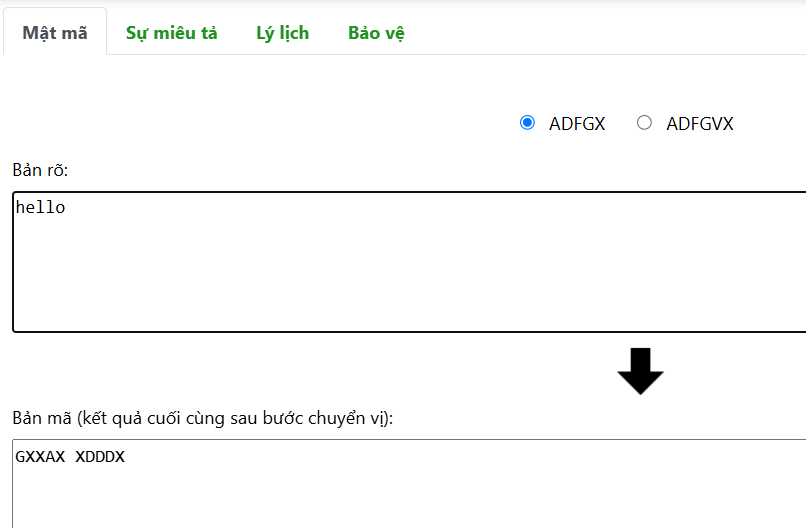 Mật mã Sự miêu tả Lý lịch Bảo vệ
ADFGX ADFGVX
Bản rõ:
hello
Bản mã (kết quả cuối cùng sau bước chuyển vị):
GXXAX XDDDX